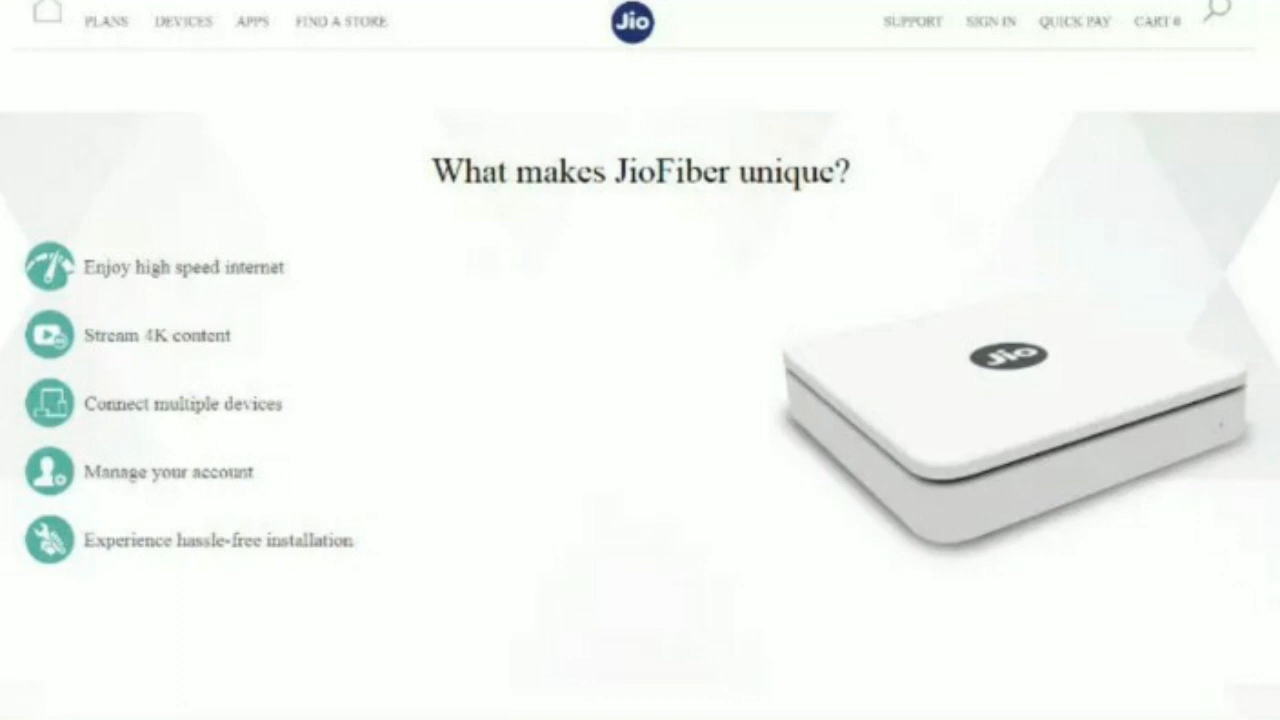 PLANS DEVICES APPS FIND A STORE Jio SUPPORT SIGN IN QUICK PAY CART 0
What makes JioFiber unique?
Enjoy high speed internet
Stream 4K content
Jio
Connect multiple devices
Manage your account
Experience hassle-free installation